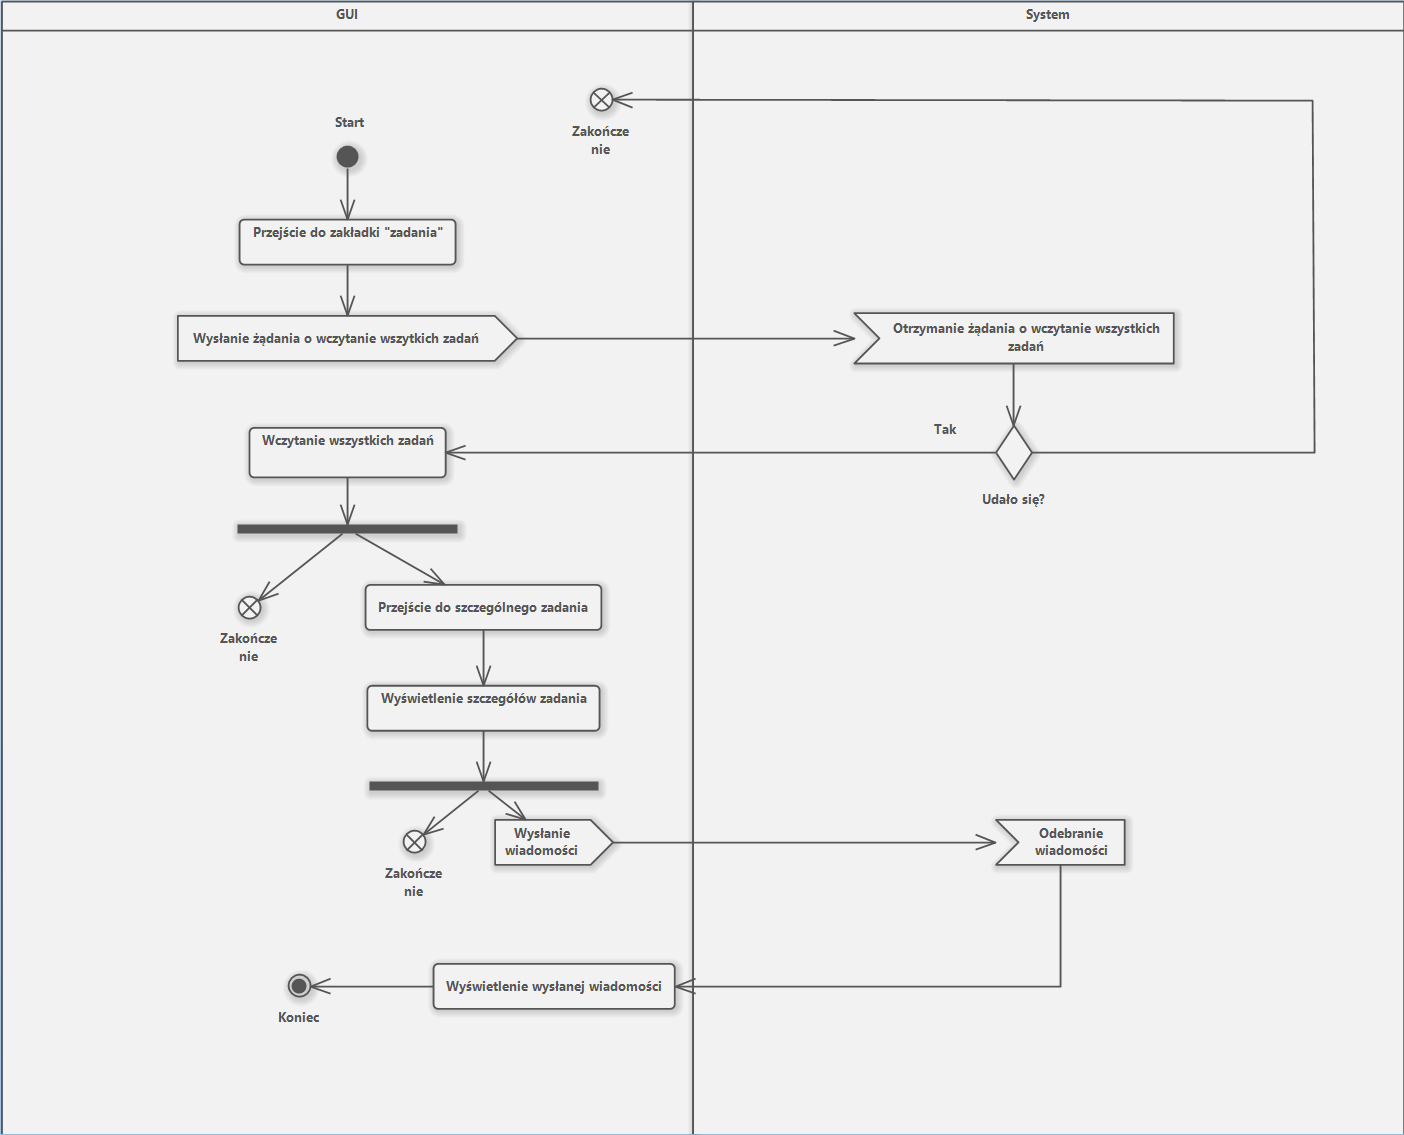 GUI
System
Zakończe
nie
Start
Przejście do zakładki "zadania"
Wysłanie żądania o wczytanie wszytkich zadań
Otrzymanie żądania o wczytanie wszystkich
zadań
Wczytanie wszystkich zadań
Tak
Udało się?
Zakończe
nie
Przejście do szczególnego zadania
Wyświetlenie szczegółów zadania
Zakończe
nie
Wysłanie
wiadomości
Odebranie
wiadomości
Wyświetlenie wysłanej wiadomości
Koniec